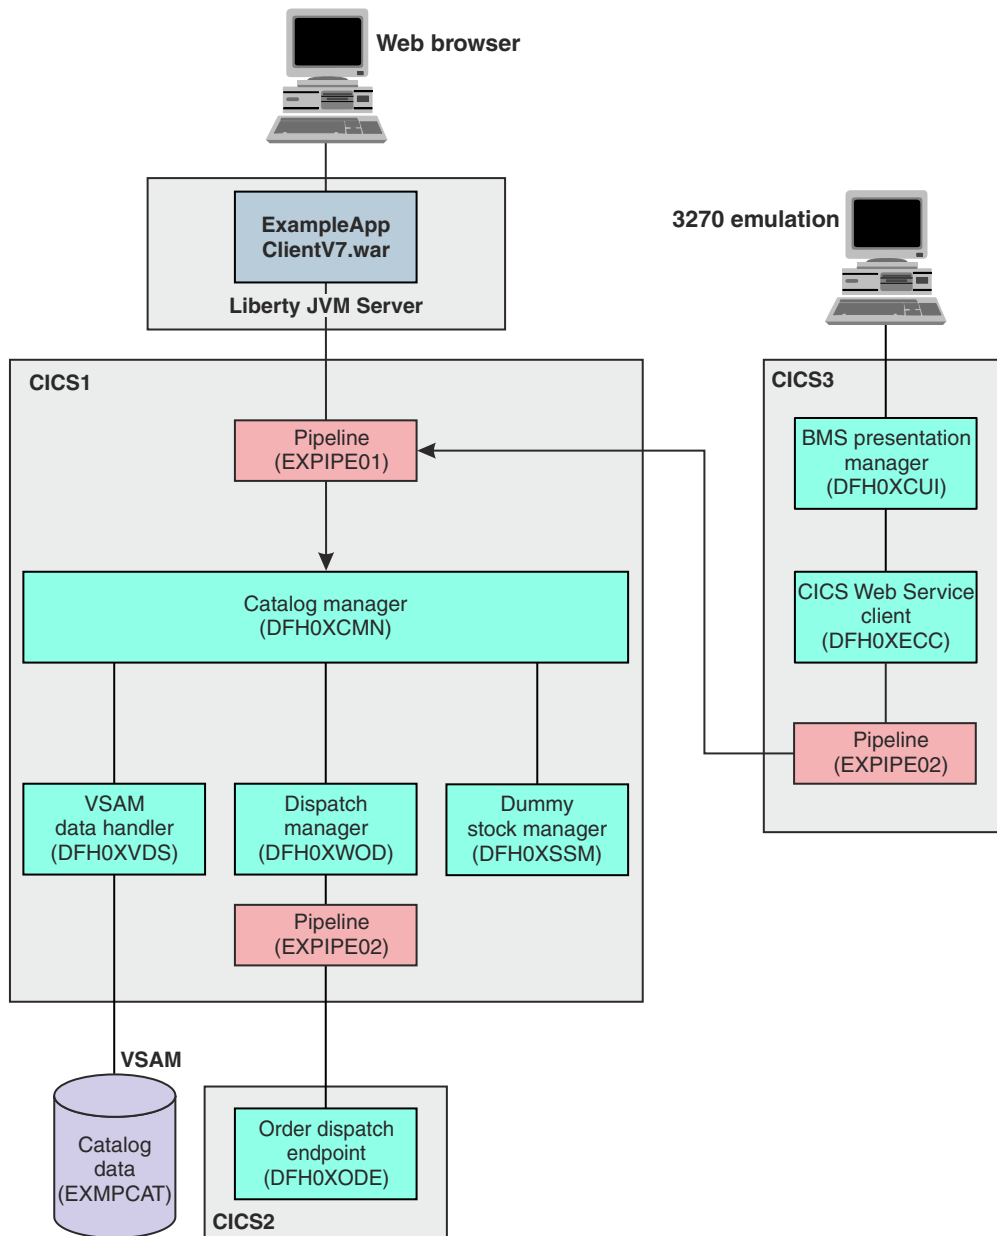 Web browser
ExampleApp
ClientV7.war
Liberty JVM Server
3270 emulation
CICS1
Pipeline
(EXPIPE01)
Catalog manager
(DFH0XCMN)
VSAM
data handler
(DFH0XVDS)
Dispatch
manager
(DFH0XWOD)
Dummy
stock manager
(DFH0XSSM)
Pipeline
(EXPIPE02)
CICS3
BMS presentation
manager
(DFH0XCUI)
CICS Web Service
client
(DFH0XECC)
Pipeline
(EXPIPE02)
VSAM
Catalog
data
(EXMPCAT)
Order dispatch
endpoint
(DFH0XODE)
CICS2